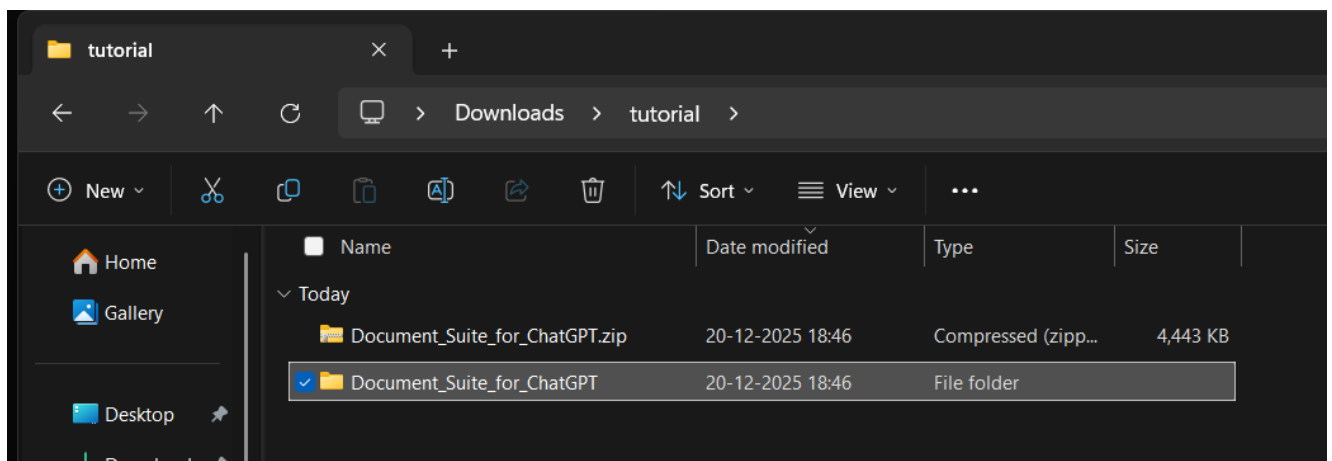 tutorial
Downloads > tutorial >
New Sort View
Name Date modified Type Size
Home
Gallery
Today
Document_Suite_for_ChatGPT.zip 20-12-2025 18:46 Compressed (zipp... 4,443 KB
Document_Suite_for_ChatGPT 20-12-2025 18:46 File folder
Desktop